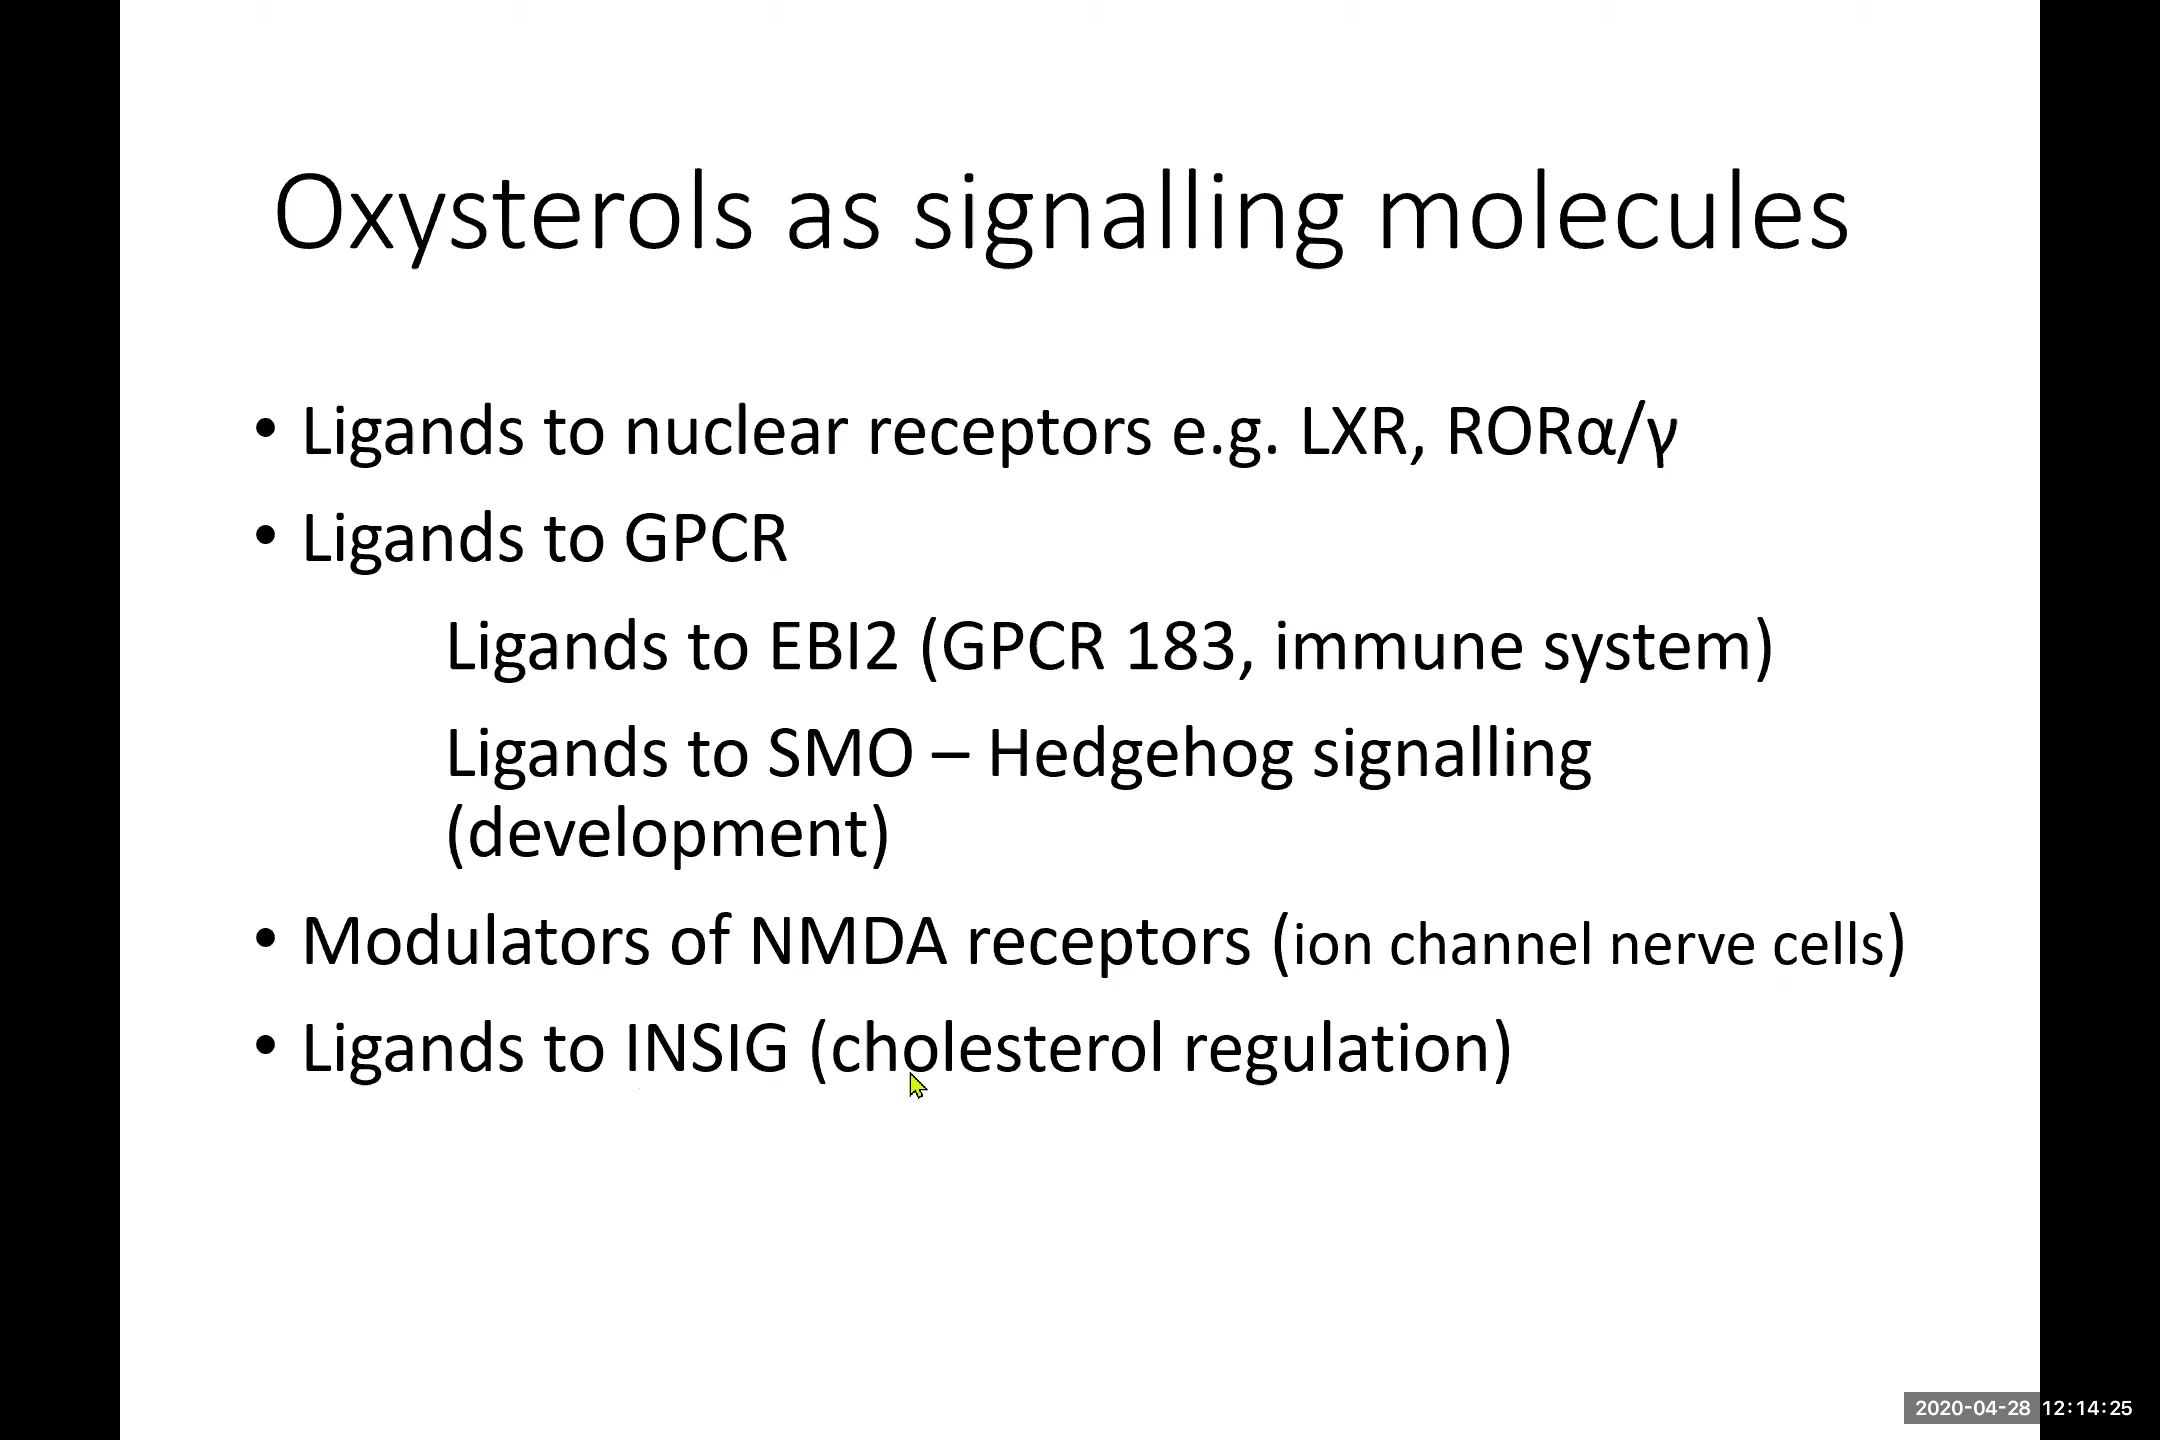 Oxysterols as signalling molecules
• Ligands to nuclear receptors e.g. LXR, RORα/γ
• Ligands to GPCR
Ligands to EBI2 (GPCR 183, immune system)
Ligands to SMO – Hedgehog signalling
(development)
• Modulators of NMDA receptors (ion channel nerve cells)
• Ligands to INSIG (cholesterol regulation)
2020-04-28 12:14:25